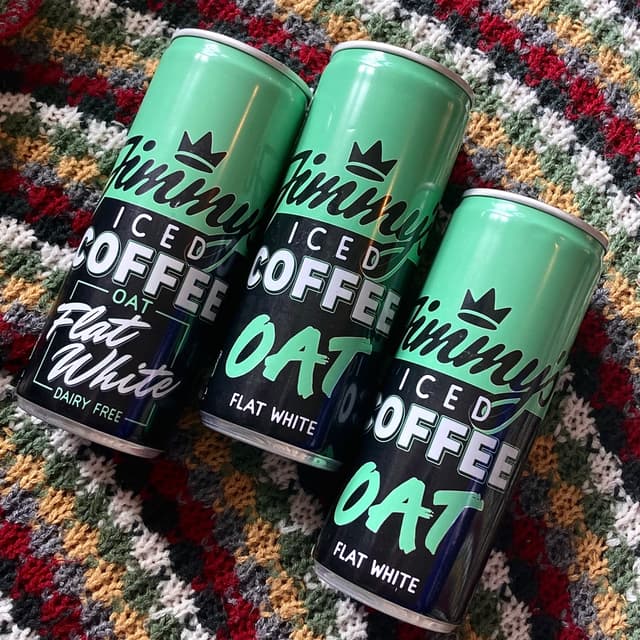 Jimmy's
ICED
COFFEE
OAT
Flat
White
DAIRY FREE
Jimmy's
ICED
COFFEE
OAT
FLAT WHITE
Jimmy's
ICED
COFFEE
OAT
FLAT WHITE